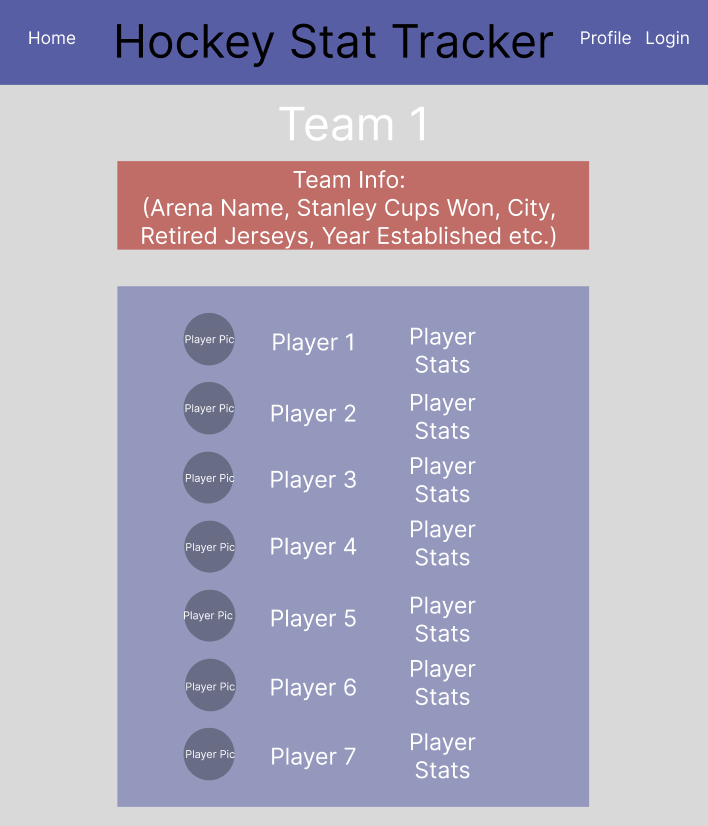 Home
Hockey Stat Tracker
Profile
Login
Team 1
Team Info:
(Arena Name, Stanley Cups Won, City,
Retired Jerseys, Year Established etc.)
Player Pic
Player 1
Player
Stats
Player Pic
Player 2
Player
Stats
Player Pic
Player 3
Player
Stats
Player Pic
Player 4
Player
Stats
Player Pic
Player 5
Player
Stats
Player Pic
Player 6
Player
Stats
Player Pic
Player 7
Player
Stats